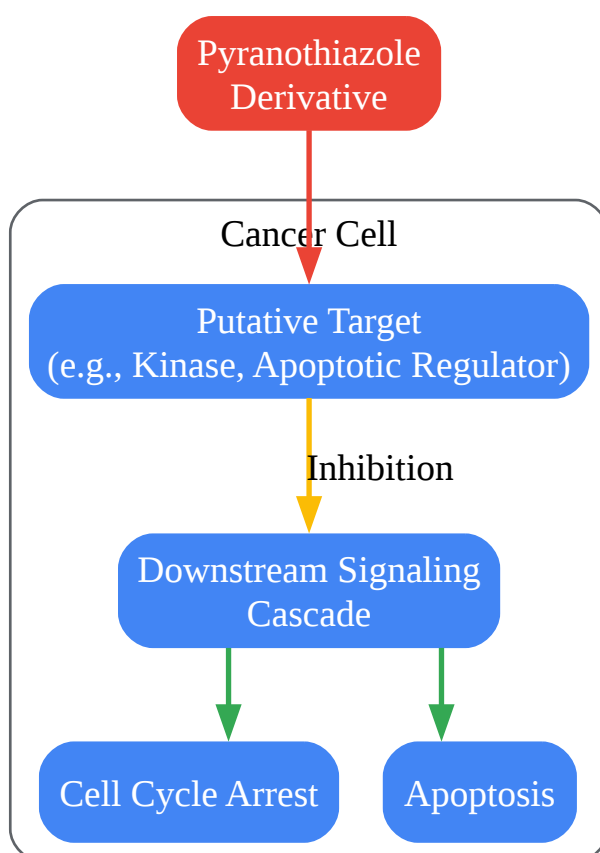 Pyranothiazole
Derivative
Cancer Cell
Putative Target
(e.g., Kinase, Apoptotic Regulator)
Inhibition
Downstream Signaling
Cascade
Cell Cycle Arrest
Apoptosis